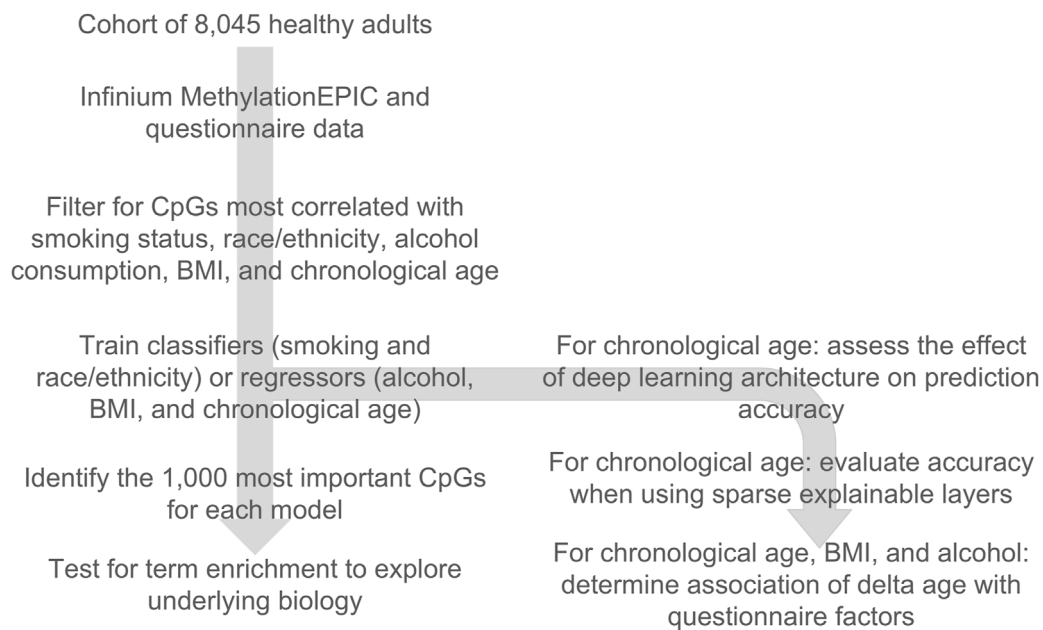 Cohort of 8,045 healthy adults
Infinium MethylationEPIC and
questionnaire data
Filter for CpGs most correlated with
smoking status, race/ethnicity, alcohol
consumption, BMI, and chronological age
Train classifiers (smoking and
race/ethnicity) or regressors (alcohol,
BMI, and chronological age)
Identify the 1,000 most important CpGs
for each model
Test for term enrichment to explore
underlying biology
For chronological age: assess the effect
of deep learning architecture on prediction
accuracy
For chronological age: evaluate accuracy
when using sparse explainable layers
For chronological age, BMI, and alcohol:
determine association of delta age with
questionnaire factors